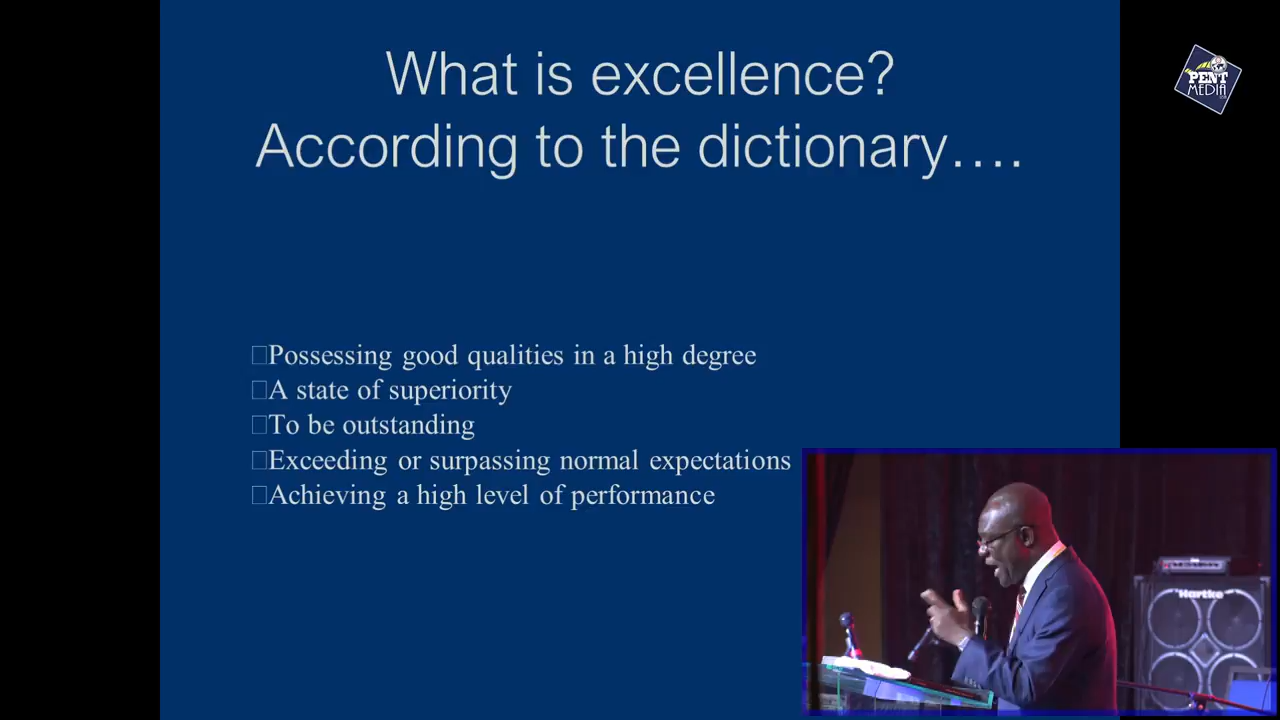 What is excellence?
According to the dictionary….
Possessing good qualities in a high degree
A state of superiority
To be outstanding
Exceeding or surpassing normal expectations
Achieving a high level of performance
PENT
MEDIA
Hartke